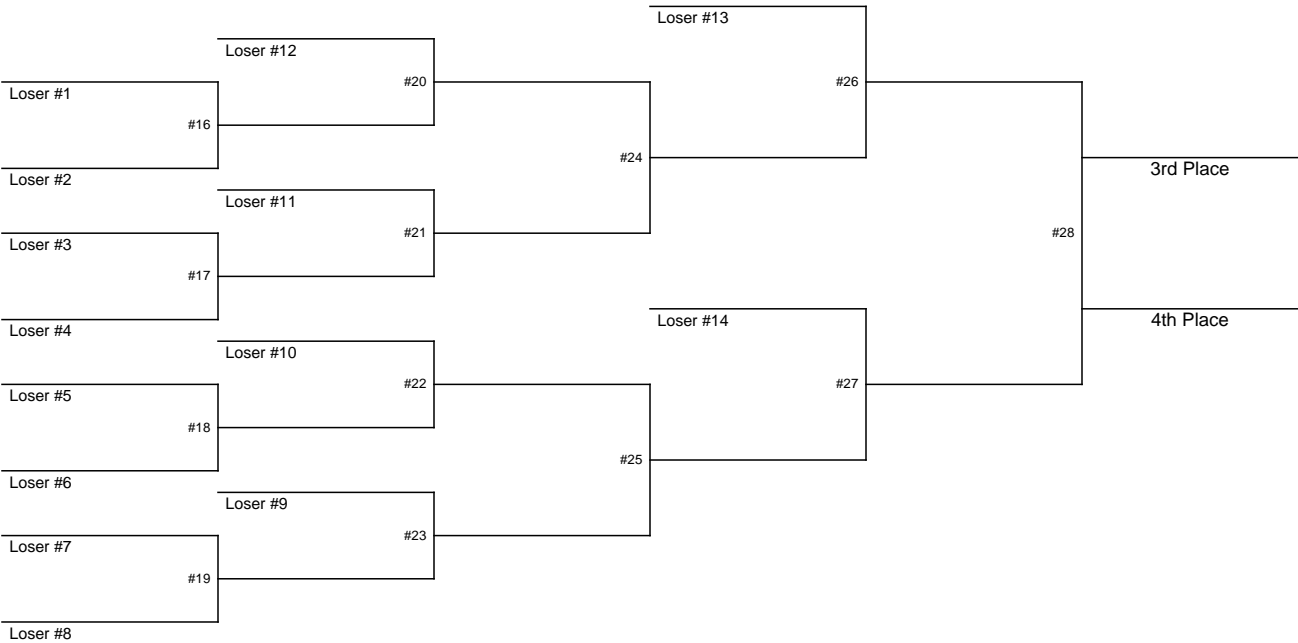 Loser #13
Loser #12
#20
#26
Loser #1
#16
#24
3rd Place
Loser #2
Loser #11
#21
#28
Loser #3
#17
Loser #14
4th Place
Loser #4
Loser #10
#22
#27
Loser #5
#18
#25
Loser #6
Loser #9
#23
Loser #7
#19
Loser #8